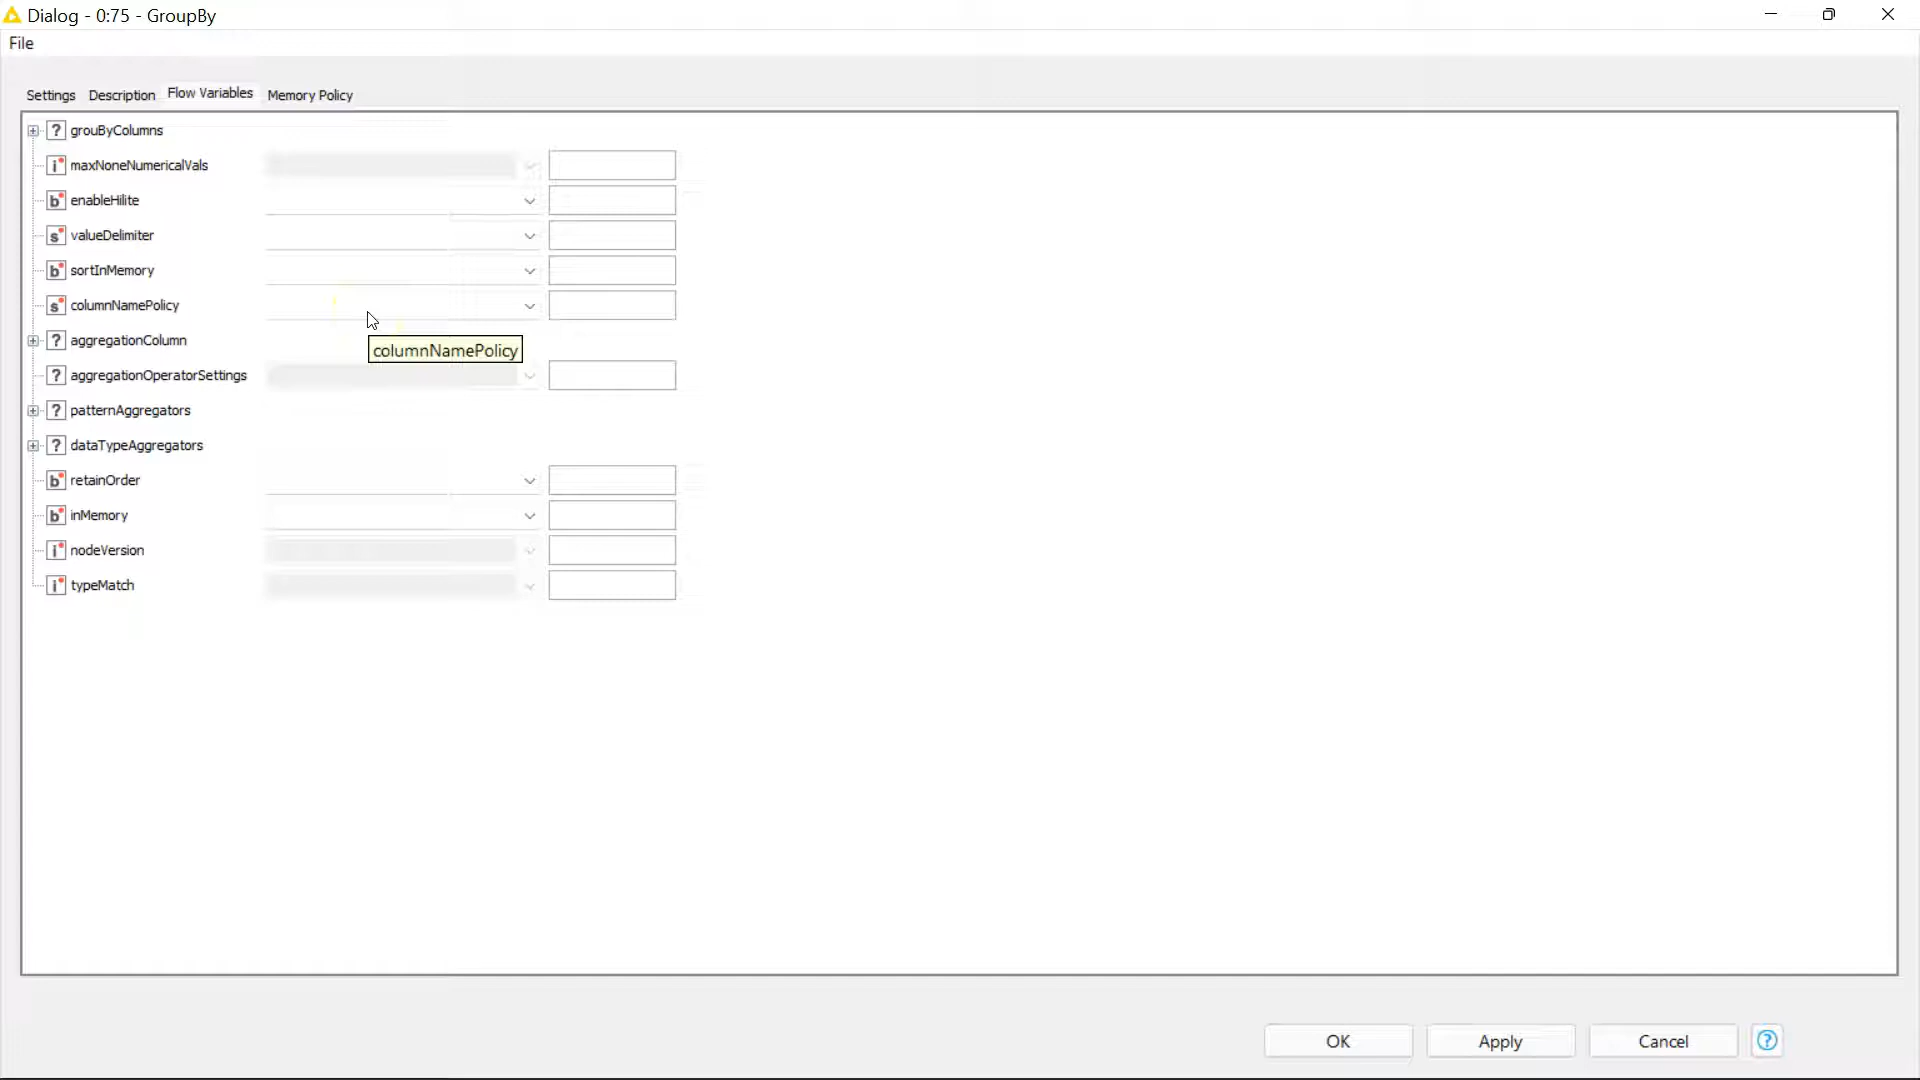 Dialog - 0:75 - GroupBy
File
Settings Description Flow Variables Memory Policy
? grouByColumns
i maxNoneNumericalVals
b enableHilite
s valueDelimiter
b sortInMemory
s columnNamePolicy
? aggregationColumn
columnNamePolicy
? aggregationOperatorSettings
? patternAggregators
? dataTypeAggregators
b retainOrder
b inMemory
i nodeVersion
i typeMatch
OK Apply Cancel ?